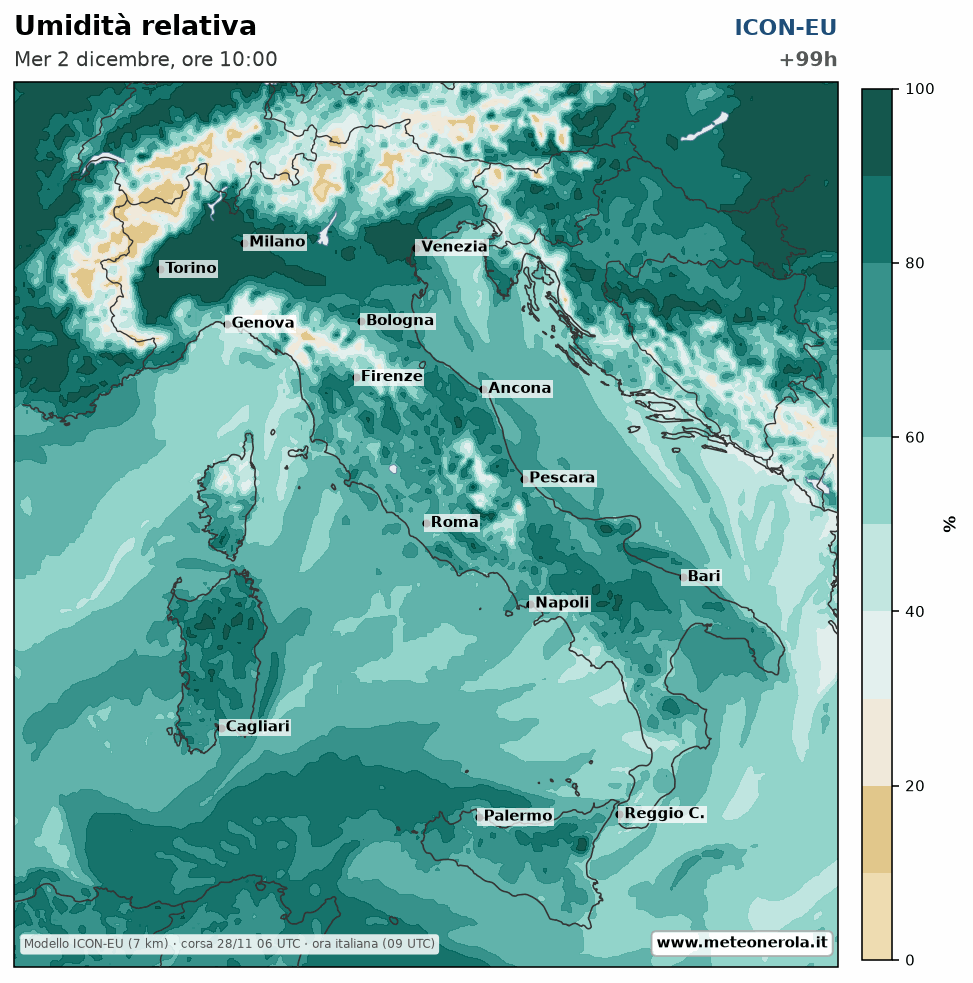 Umidità relativa
ICON-EU
Mer 2 dicembre, ore 10:00
+99h
100
80
60
40
20
0
%
Milano
Venezia
Torino
Genova
Bologna
Firenze
Ancona
Pescara
Roma
Bari
Napoli
Cagliari
Palermo
Reggio C.
Modello ICON-EU (7 km) · corsa 28/11 06 UTC · ora italiana (09 UTC)
www.meteonerola.it